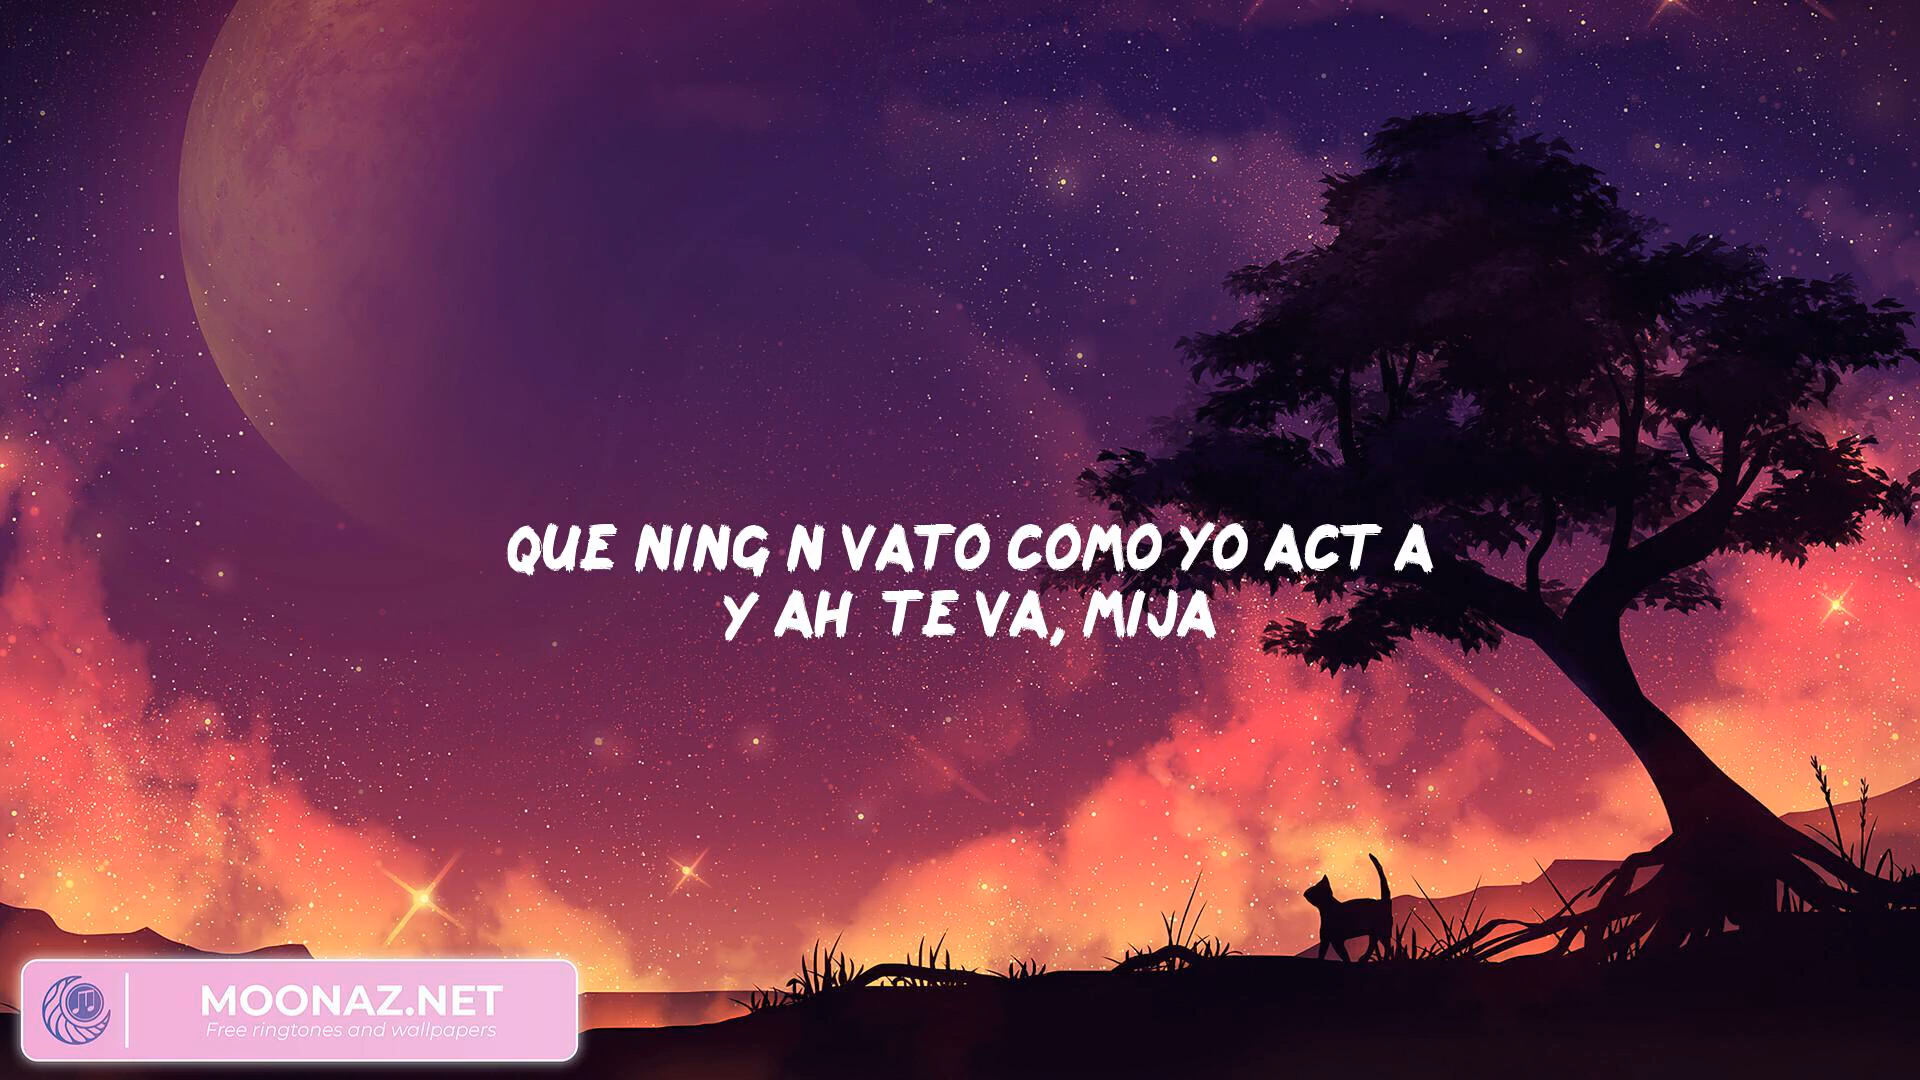 QUE NING N VATO COMO YO ACT A
Y AH TE VA, MIJA
MOONAZ.NET
Free ringtones and wallpapers